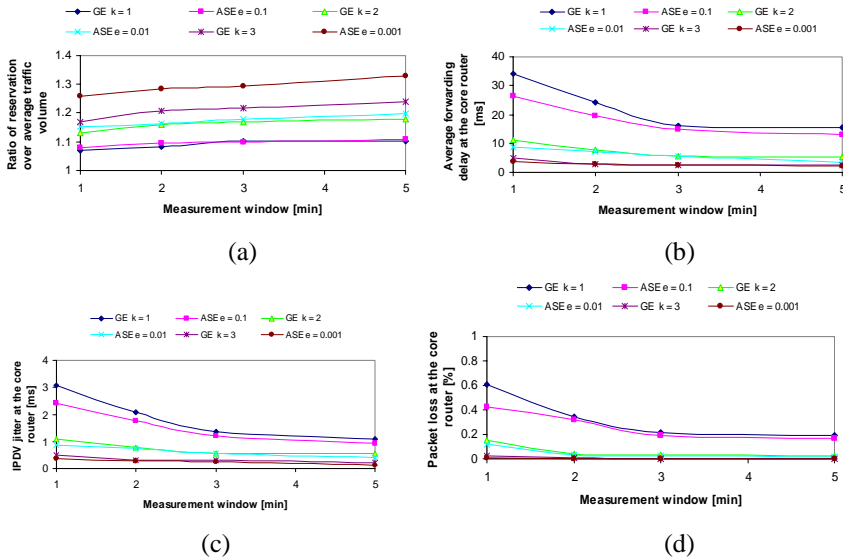 GE k = 1 ASE e = 0.1 GE k = 2
ASE e = 0.01 GE k = 3 ASE e = 0.001
Ratio of reservation
over average traffic
volume
1.4
1.3
1.2
1.1
1
1 2 3 4 5
Measurement window [min]
(a)
GE k = 1 ASE e = 0.1 GE k = 2
ASE e = 0.01 GE k = 3 ASE e = 0.001
Average forwarding
delay at the core router
[ms]
40
30
20
10
0
1 2 3 4 5
Measurement window [min]
(b)
GE k = 1 ASE e = 0.1 GE k = 2
ASE e = 0.01 GE k = 3 ASE e = 0.001
IPDV jitter at the core
router [ms]
4
3
2
1
0
1 2 3 4 5
Measurement window [min]
(c)
GE k = 1 ASE e = 0.1 GE k = 2
ASE e = 0.01 GE k = 3 ASE e = 0.001
Packet loss at the core
router [%]
1
0.8
0.6
0.4
0.2
0
1 2 3 4 5
Measurement window [min]
(d)